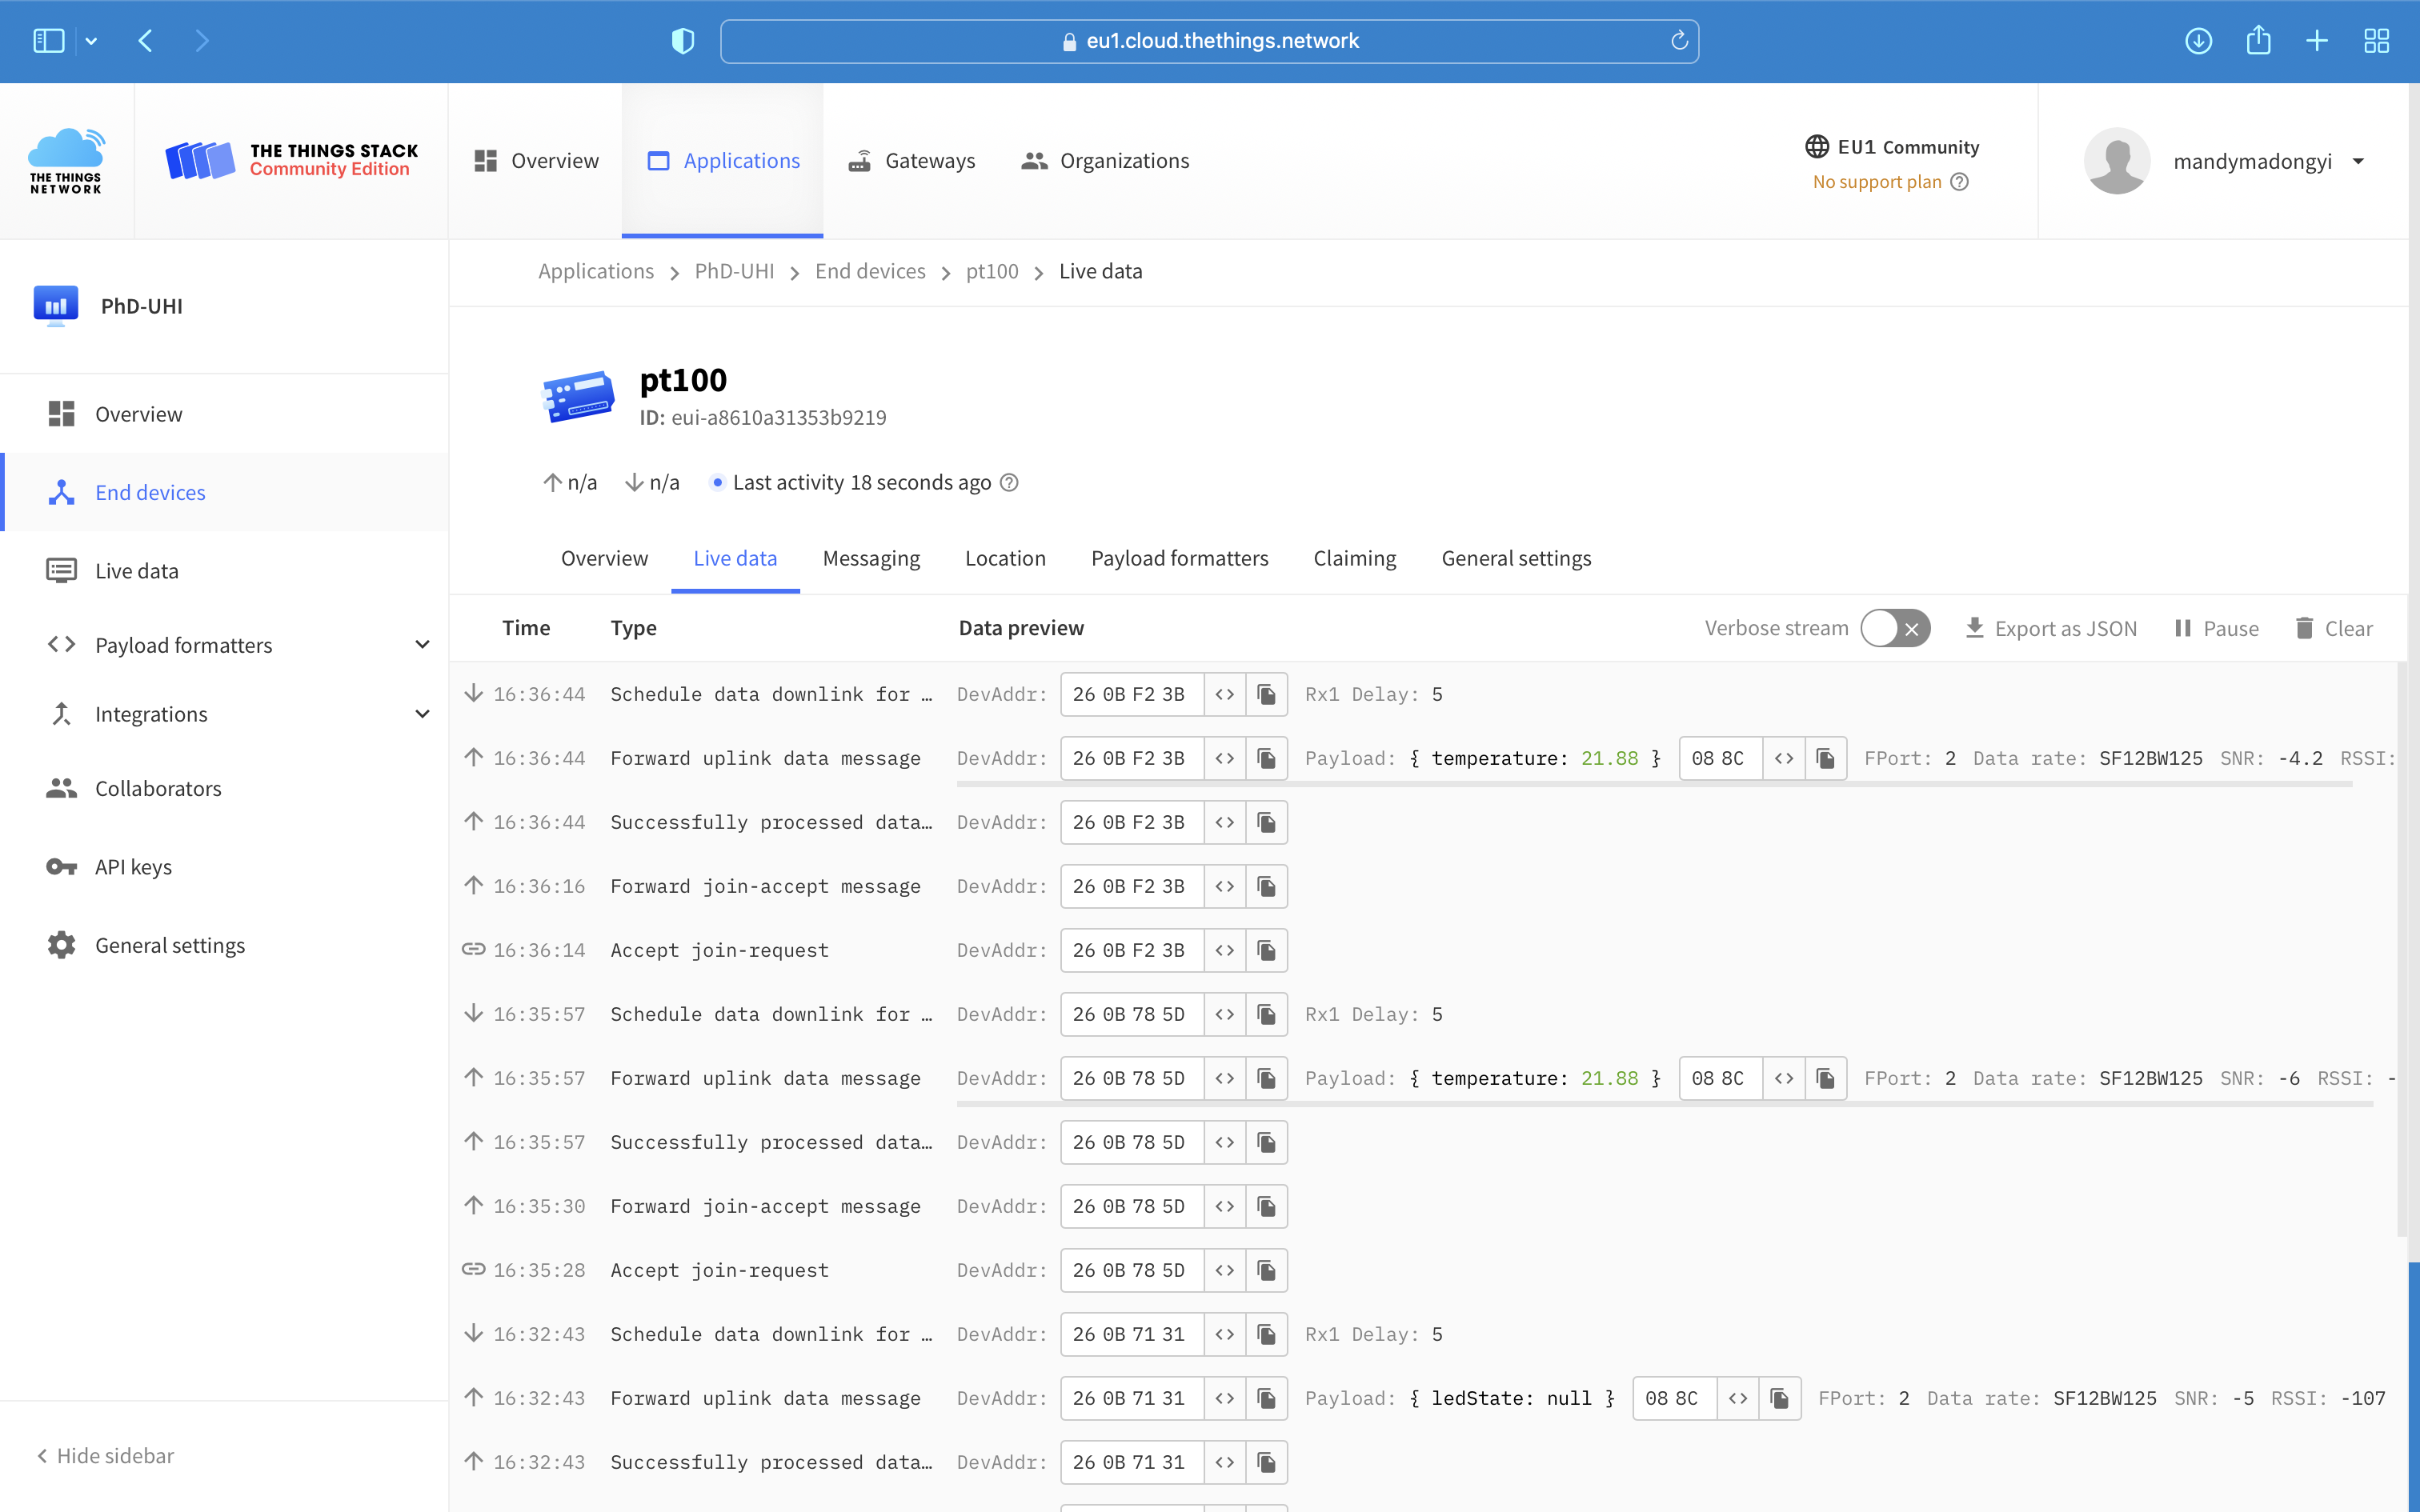 eu1.cloud.thethings.network
THE THINGS
NETWORK
THE THINGS STACK
Community Edition
Overview
Applications
Gateways
Organizations
EU1 Community
No support plan
mandymadongyi
PhD-UHI
Overview
End devices
Live data
Payload formatters
Integrations
Collaborators
API keys
General settings
Hide sidebar
Applications > PhD-UHI > End devices > pt100 > Live data
pt100
ID: eui-a8610a31353b9219
↑ n/a ↓ n/a Last activity 18 seconds ago
Overview Live data Messaging Location Payload formatters Claiming General settings
Time Type Data preview Verbose stream Export as JSON Pause Clear
↓ 16:36:44 Schedule data downlink for … DevAddr: 26 0B F2 3B <> Rx1 Delay: 5
↑ 16:36:44 Forward uplink data message DevAddr: 26 0B F2 3B <> Payload: { temperature: 21.88 } 08 8C <> FPort: 2 Data rate: SF12BW125 SNR: -4.2 RSSI:
↑ 16:36:44 Successfully processed data… DevAddr: 26 0B F2 3B <>
↑ 16:36:16 Forward join-accept message DevAddr: 26 0B F2 3B <>
16:36:14 Accept join-request DevAddr: 26 0B F2 3B <>
↓ 16:35:57 Schedule data downlink for … DevAddr: 26 0B 78 5D <> Rx1 Delay: 5
↑ 16:35:57 Forward uplink data message DevAddr: 26 0B 78 5D <> Payload: { temperature: 21.88 } 08 8C <> FPort: 2 Data rate: SF12BW125 SNR: -6 RSSI: -
↑ 16:35:57 Successfully processed data… DevAddr: 26 0B 78 5D <>
↑ 16:35:30 Forward join-accept message DevAddr: 26 0B 78 5D <>
16:35:28 Accept join-request DevAddr: 26 0B 78 5D <>
↓ 16:32:43 Schedule data downlink for … DevAddr: 26 0B 71 31 <> Rx1 Delay: 5
↑ 16:32:43 Forward uplink data message DevAddr: 26 0B 71 31 <> Payload: { ledState: null } 08 8C <> FPort: 2 Data rate: SF12BW125 SNR: -5 RSSI: -107
↑ 16:32:43 Successfully processed data… DevAddr: 26 0B 71 31 <>